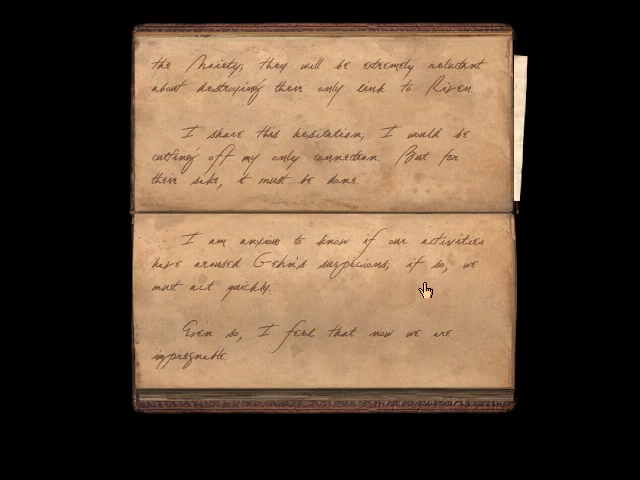 the Moiety; they will be extremely reluctant
about destroying their only link to Riven
I share this hesitation; I would be
cutting off my only connection But for
their sake, it must be done
I am anxious to know if our activities
have aroused Gehn's suspicions; if so, we
must act quickly.
Even so, I feel that now we are
impregnable